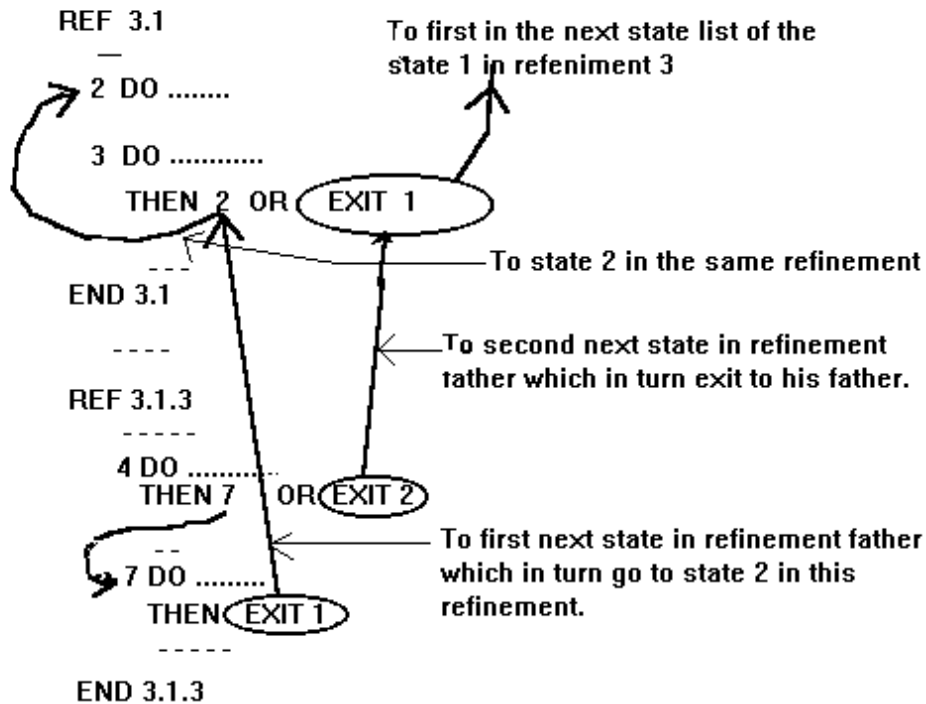 REF 3.1
To first in the next state list of the
state 1 in refeniment 3
2 DO ........
3 DO ............
THEN 2 OR EXIT 1
To state 2 in the same refinement
END 3.1
To second next state in refinement
father which in turn exit to his father.
REF 3.1.3
4 DO ............
THEN 7 OR EXIT 2
To first next state in refinement father
which in turn go to state 2 in this
refinement.
7 DO .........
THEN EXIT 1
END 3.1.3